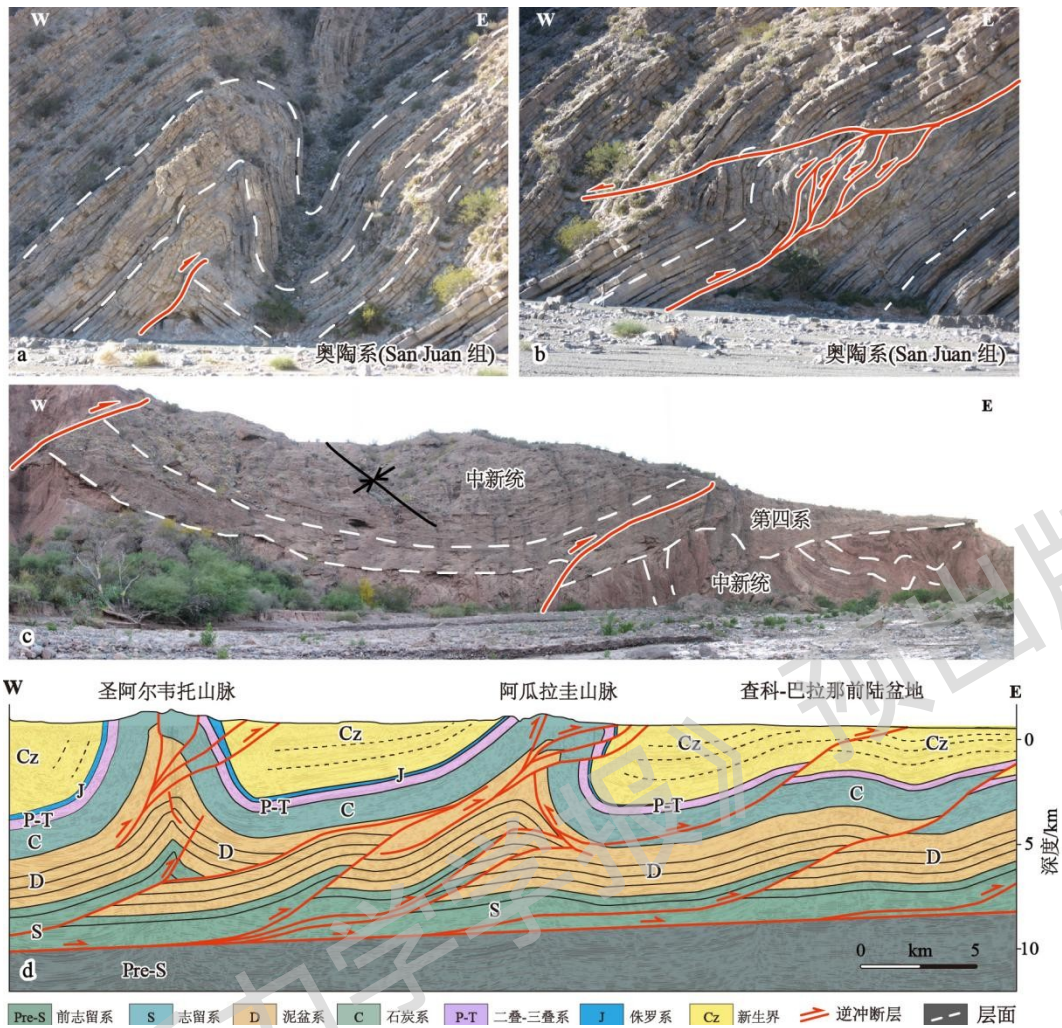 W E
a
奥陶系(San Juan 组)
W E
b
奥陶系(San Juan 组)
W E
中新统
第四系
中新统
c
W 圣阿尔韦托山脉 阿瓜拉圭山脉 查科-巴拉那前陆盆地 E
Cz Cz Cz Cz
J J
P-T P-T P-T
C C C
D D D D
S S
Pre-S
0
5
10
深度/km
0 km 5
d
Pre-S 前志留系 S 志留系 D 泥盆系 C 石炭系 P-T 二叠-三叠系 J 侏罗系 Cz 新生界 逆冲断层 层面